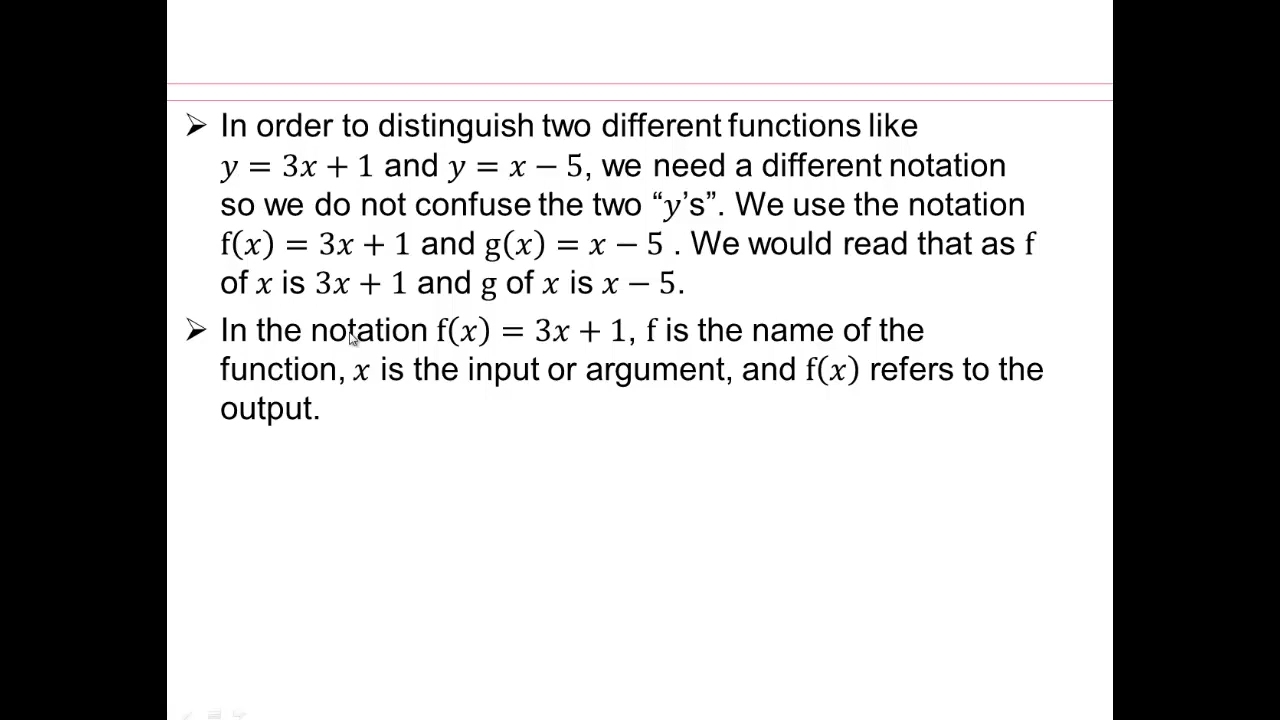 ➢ In order to distinguish two different functions like
y = 3x + 1 and y = x − 5, we need a different notation
so we do not confuse the two “y’s”. We use the notation
f(x) = 3x + 1 and g(x) = x − 5 . We would read that as f
of x is 3x + 1 and g of x is x − 5.
➢ In the notation f(x) = 3x + 1, f is the name of the
function, x is the input or argument, and f(x) refers to the
output.